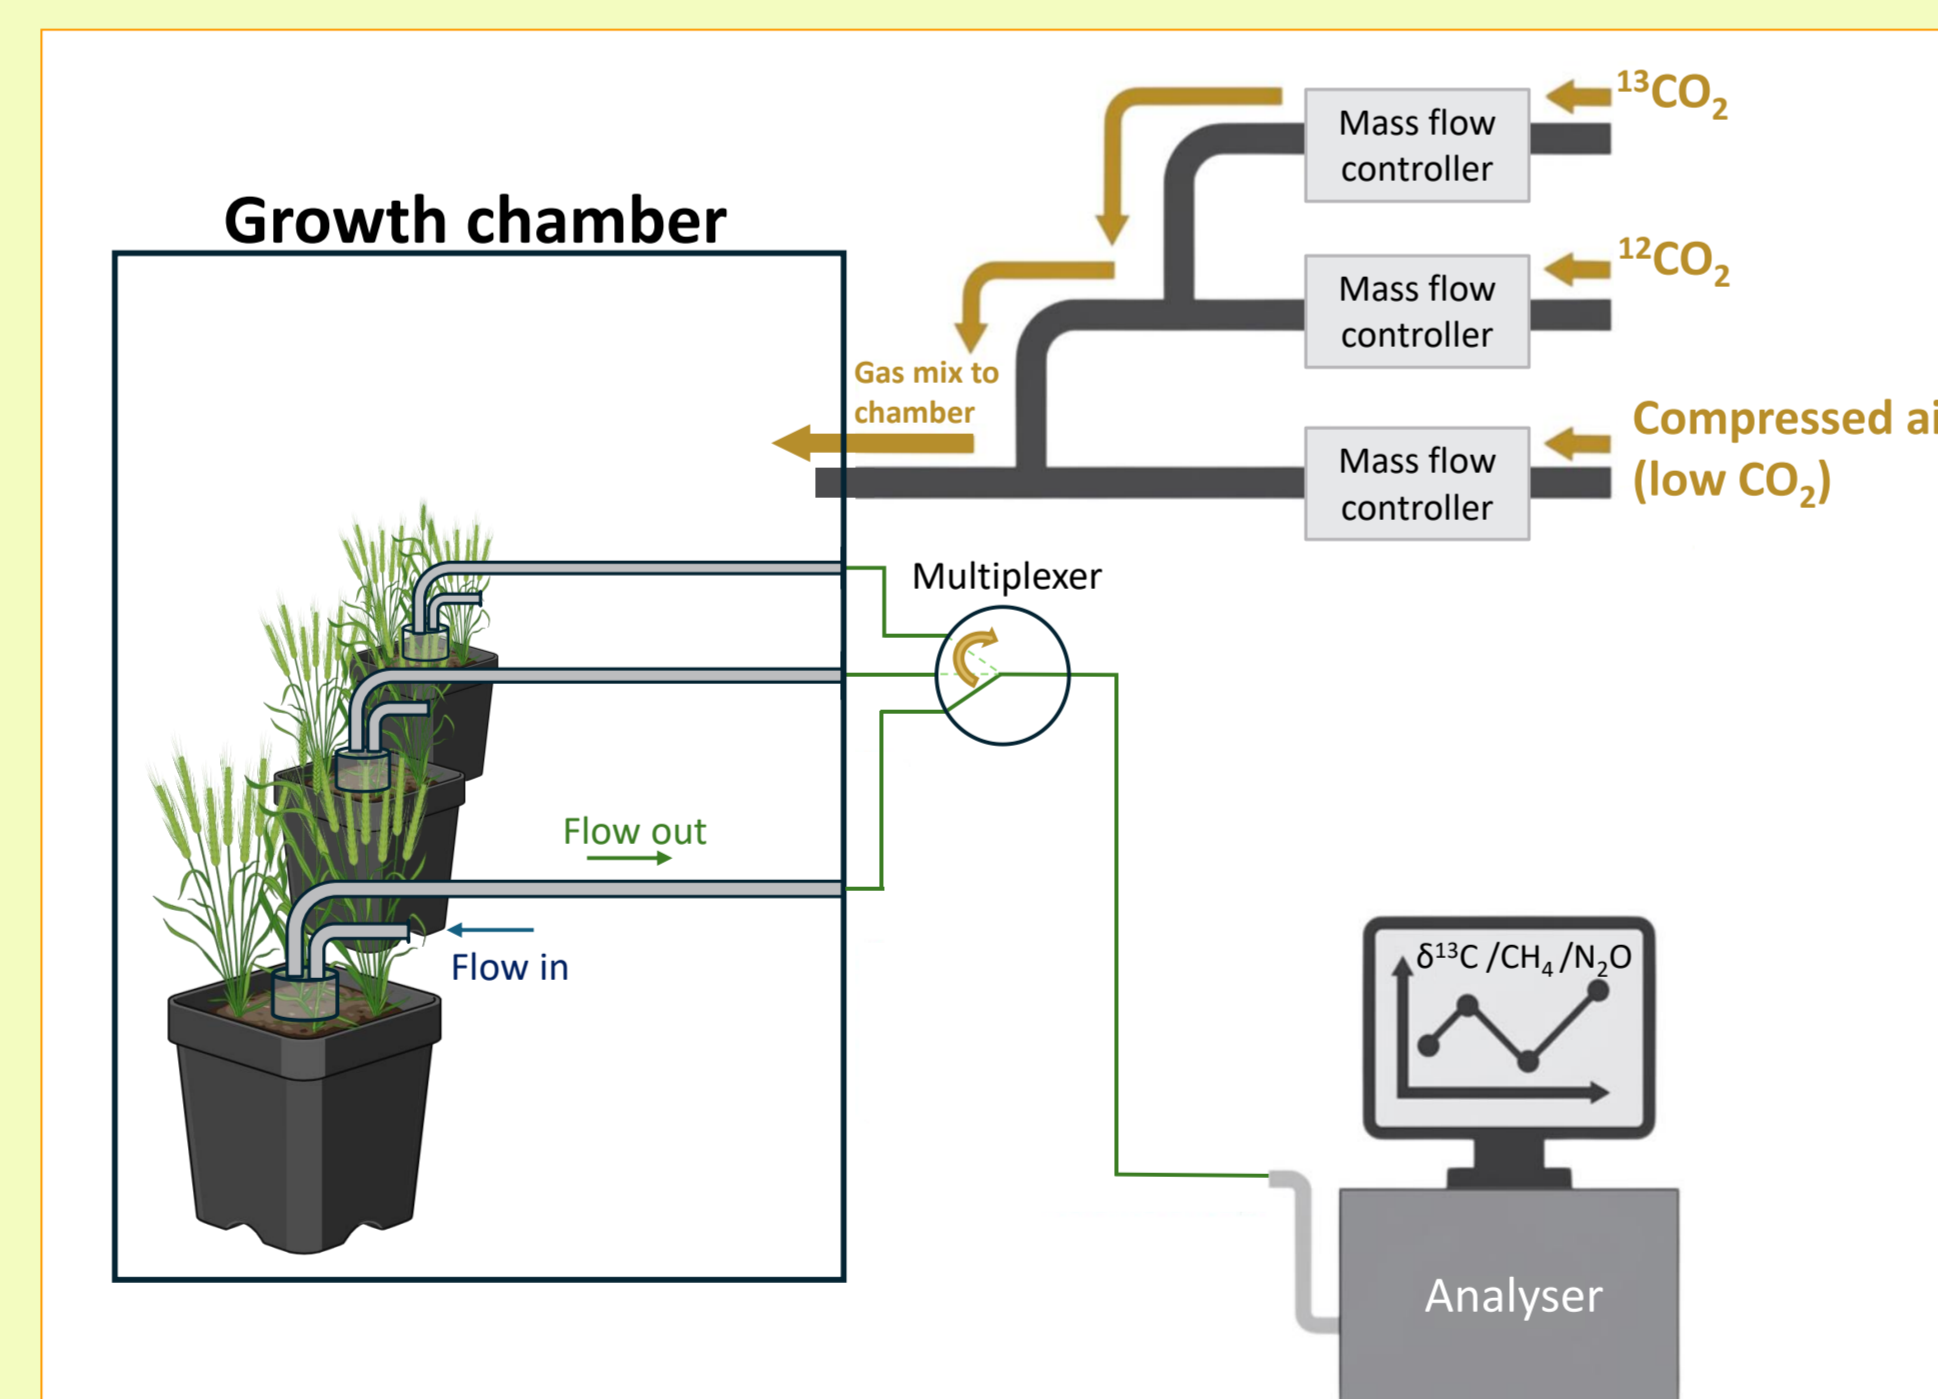 Growth chamber
Mass flow
controller
¹³CO₂
Mass flow
controller
¹²CO₂
Gas mix to
chamber
Mass flow
controller
Compressed
(low CO₂)
Multiplexer
Flow out
Flow in
δ¹³C /CH₄ /N₂O
Analyser